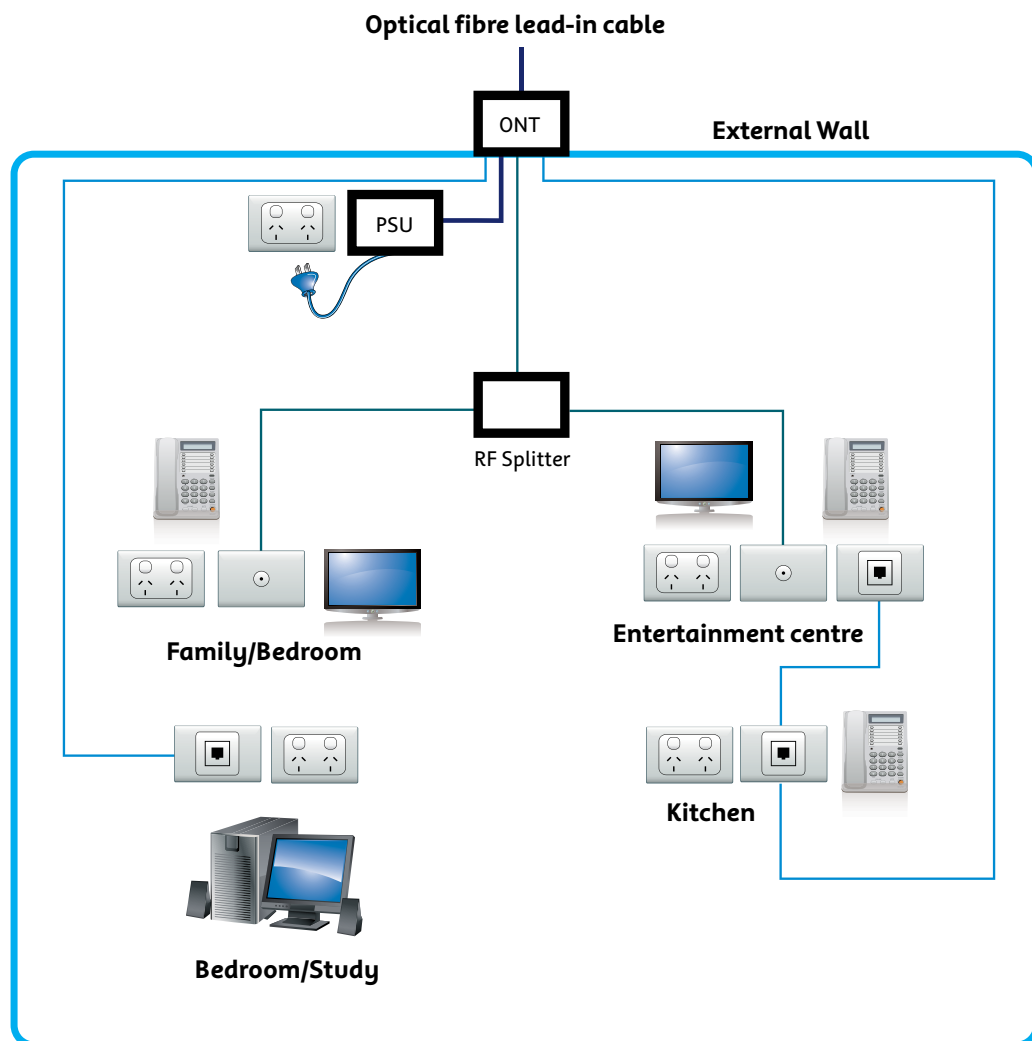 Optical fibre lead-in cable
ONT
External Wall
PSU
RF Splitter
Family/Bedroom
Entertainment centre
Kitchen
Bedroom/Study